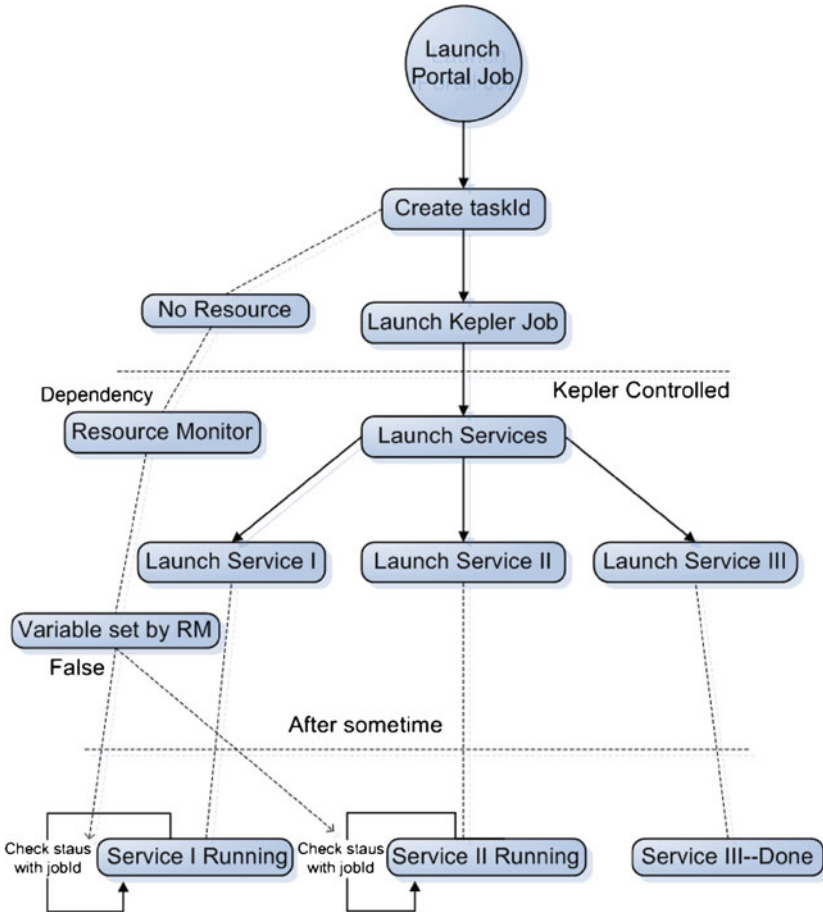 Launch
Portal Job
Create taskId
No Resource
Launch Kepler Job
Kepler Controlled
Dependency
Resource Monitor
Launch Services
Launch Service I
Launch Service II
Launch Service III
Variable set by RM
False
After sometime
Check staus
with jobId
Service I Running
Check staus
with jobId
Service II Running
Service III--Done